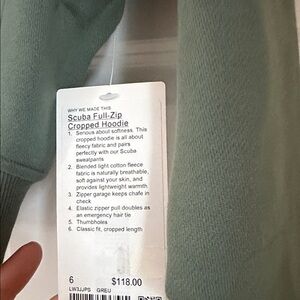 WHY WE MADE THIS
Scuba Full-Zip
Cropped Hoodie
1. Serious about softness. This
cropped hoodie is all about
fleecy fabric and pairs
perfectly with our Scuba
sweatpants
2. Blended light cotton fleece
fabric is naturally breathable,
soft against your skin, and
provides lightweight warmth
3. Zipper garage keeps chafe in
check
4. Elastic zipper pull doubles as
an emergency hair tie
5. Thumbholes
6. Classic fit, cropped length
6 $118.00
LW3JJPS GREU